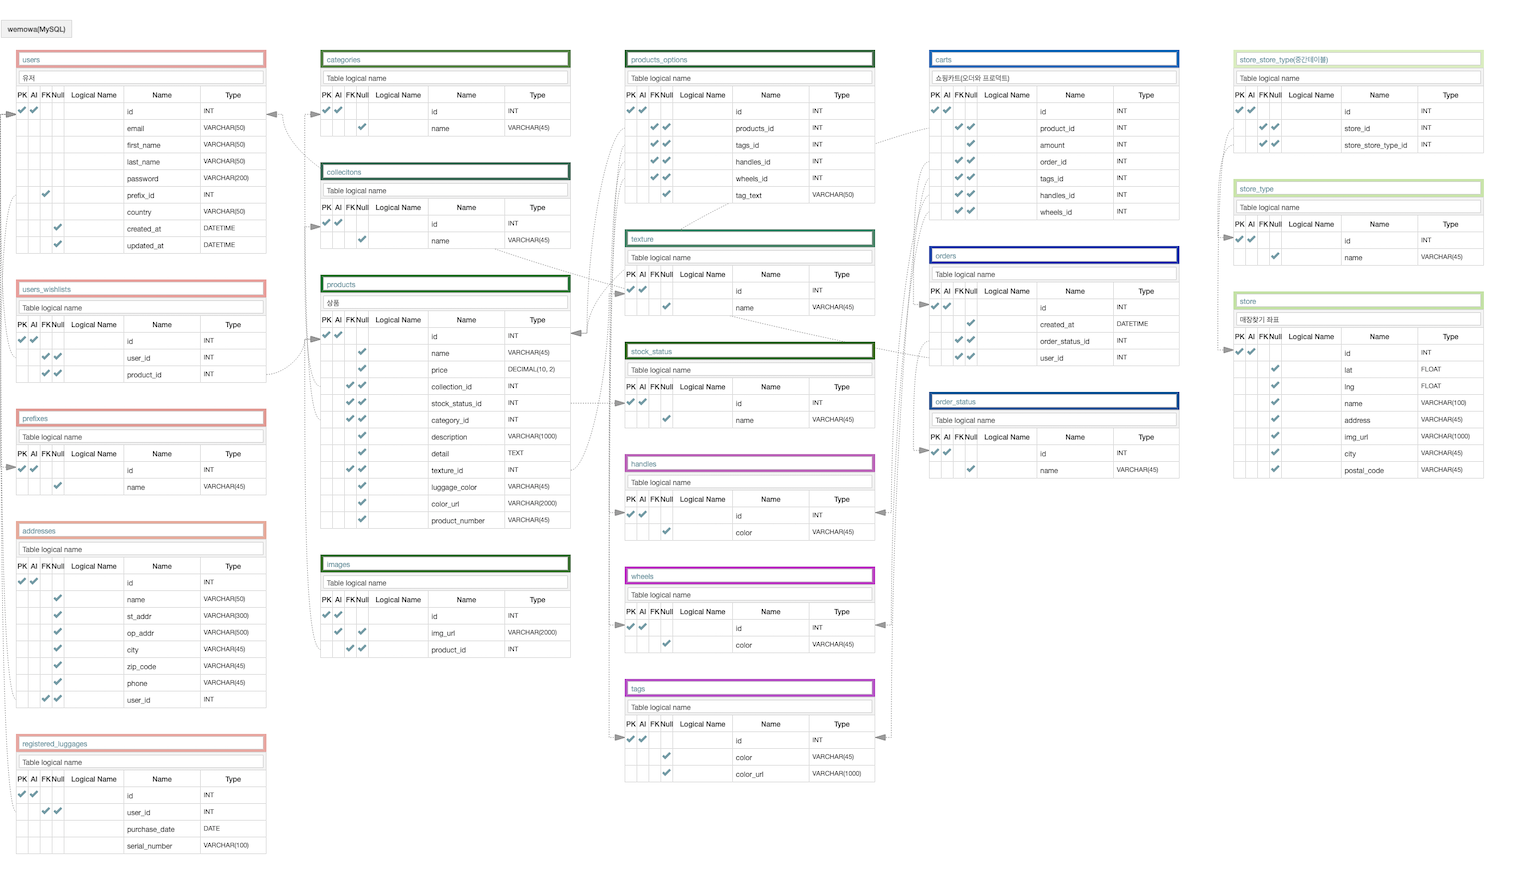 wemowa(MySQL)
users
유저
PK AI FK Null Logical Name Name Type
id INT
email VARCHAR(50)
first_name VARCHAR(50)
last_name VARCHAR(50)
password VARCHAR(200)
prefix_id INT
country VARCHAR(50)
created_at DATETIME
updated_at DATETIME
users_wishlists
Table logical name
PK AI FK Null Logical Name Name Type
id INT
user_id INT
product_id INT
prefixes
Table logical name
PK AI FK Null Logical Name Name Type
id INT
name VARCHAR(45)
addresses
Table logical name
PK AI FK Null Logical Name Name Type
id INT
name VARCHAR(50)
st_addr VARCHAR(300)
op_addr VARCHAR(500)
city VARCHAR(45)
zip_code VARCHAR(45)
phone VARCHAR(45)
user_id INT
registered_luggages
Table logical name
PK AI FK Null Logical Name Name Type
id INT
user_id INT
purchase_date DATE
serial_number VARCHAR(100)
categories
Table logical name
PK AI FK Null Logical Name Name Type
id INT
name VARCHAR(45)
collecitons
Table logical name
PK AI FK Null Logical Name Name Type
id INT
name VARCHAR(45)
products
상품
PK AI FK Null Logical Name Name Type
id INT
name VARCHAR(45)
price DECIMAL(10, 2)
collection_id INT
stock_status_id INT
category_id INT
description VARCHAR(1000)
detail TEXT
texture_id INT
luggage_color VARCHAR(45)
color_url VARCHAR(2000)
product_number VARCHAR(45)
images
Table logical name
PK AI FK Null Logical Name Name Type
id INT
img_url VARCHAR(2000)
product_id INT
products_options
Table logical name
PK AI FK Null Logical Name Name Type
id INT
products_id INT
tags_id INT
handles_id INT
wheels_id INT
tag_text VARCHAR(50)
texture
Table logical name
PK AI FK Null Logical Name Name Type
id INT
name VARCHAR(45)
stock_status
Table logical name
PK AI FK Null Logical Name Name Type
id INT
name VARCHAR(45)
handles
Table logical name
PK AI FK Null Logical Name Name Type
id INT
color VARCHAR(45)
wheels
Table logical name
PK AI FK Null Logical Name Name Type
id INT
color VARCHAR(45)
tags
Table logical name
PK AI FK Null Logical Name Name Type
id INT
color VARCHAR(45)
color_url VARCHAR(1000)
carts
쇼핑카트(오더와 프로덕트)
PK AI FK Null Logical Name Name Type
id INT
product_id INT
amount INT
order_id INT
tags_id INT
handles_id INT
wheels_id INT
orders
Table logical name
PK AI FK Null Logical Name Name Type
id INT
created_at DATETIME
order_status_id INT
user_id INT
order_status
Table logical name
PK AI FK Null Logical Name Name Type
id INT
name VARCHAR(45)
store_store_type(중간테이블)
Table logical name
PK AI FK Null Logical Name Name Type
id INT
store_id INT
store_store_type_id INT
store_type
Table logical name
PK AI FK Null Logical Name Name Type
id INT
name VARCHAR(45)
store
매장찾기 좌표
PK AI FK Null Logical Name Name Type
id INT
lat FLOAT
lng FLOAT
name VARCHAR(100)
address VARCHAR(45)
img_url VARCHAR(1000)
city VARCHAR(45)
postal_code VARCHAR(45)